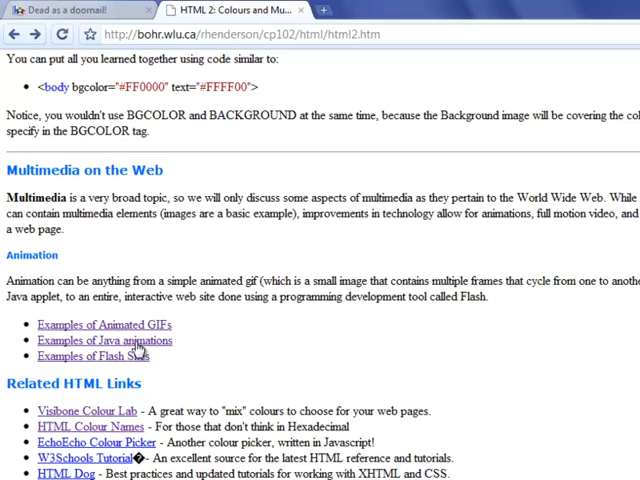 Dead as a doornail!
HTML 2: Colours and Mu...
http://bohr.wlu.ca/rhenderson/cp102/html/html2.htm
You can put all you learned together using code similar to:
<body bgcolor="#FF0000" text="#FFFF00">
Notice, you wouldn't use BGCOLOR and BACKGROUND at the same time, because the Background image will be covering the
specify in the BGCOLOR tag.
Multimedia on the Web
Multimedia is a very broad topic, so we will only discuss some aspects of multimedia as they pertain to the World Wide Web. While
can contain multimedia elements (images are a basic example), improvements in technology allow for animations, full motion video, and
a web page.
Animation
Animation can be anything from a simple animated gif (which is a small image that contains multiple frames that cycle from one to
Java applet, to an entire, interactive web site done using a programming development tool called Flash.
Examples of Animated GIFs
Examples of Java animations
Examples of Flash Sites
Related HTML Links
Visibone Colour Lab - A great way to "mix" colours to choose for your web pages.
HTML Colour Names - For those that don't think in Hexadecimal
EchoEcho Colour Picker - Another colour picker, written in Javascript!
W3Schools Tutorial�- An excellent source for the latest HTML reference and tutorials.
HTML Dog - Best practices and updated tutorials for working with XHTML and CSS.